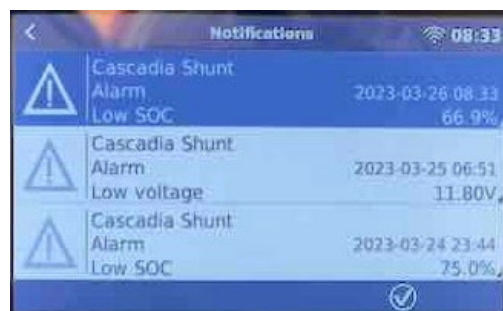 Notifications 08:33
Cascadia Shunt
Alarm 2023-03-26 08:33
Low SOC 66.9%
Cascadia Shunt
Alarm 2023-03-25 06:51
Low voltage 11.80V
Cascadia Shunt
Alarm 2023-03-24 23:44
Low SOC 75.0%